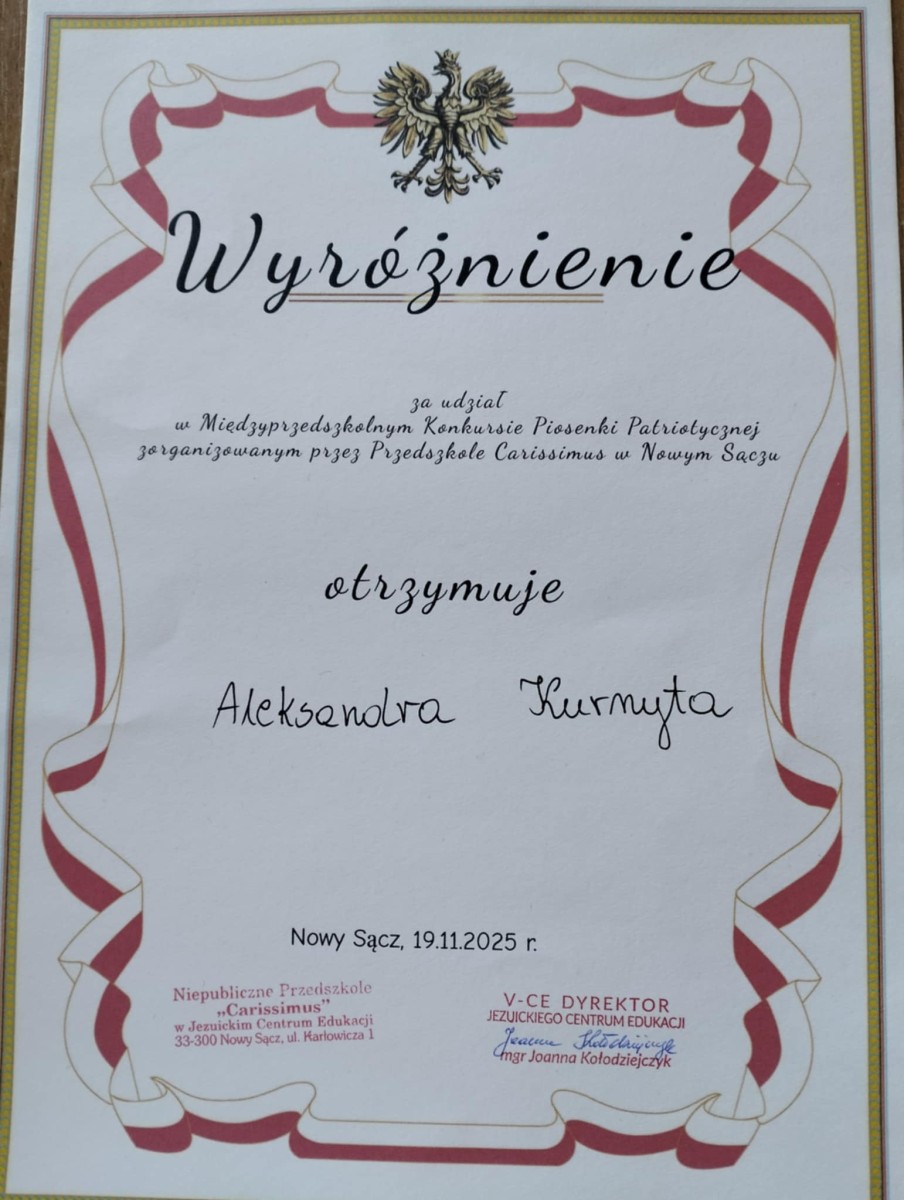 Wyróżnienie
za udział
w Międzyprzedszkolnym Konkursie Piosenki Patriotycznej
zorganizowanym przez Przedszkole Carissimus w Nowym Sączu
otrzymuje
Aleksandra Kurnyta
Nowy Sącz, 19.11.2025 r.
Niepubliczne Przedszkole
„Carissimus”
w Jezuickim Centrum Edukacji
33-300 Nowy Sącz, ul. Karłowicza 1
V-CE DYREKTOR
JEZUICKIEGO CENTRUM EDUKACJI
Joanna Kołodziejczyk
mgr Joanna Kołodziejczyk